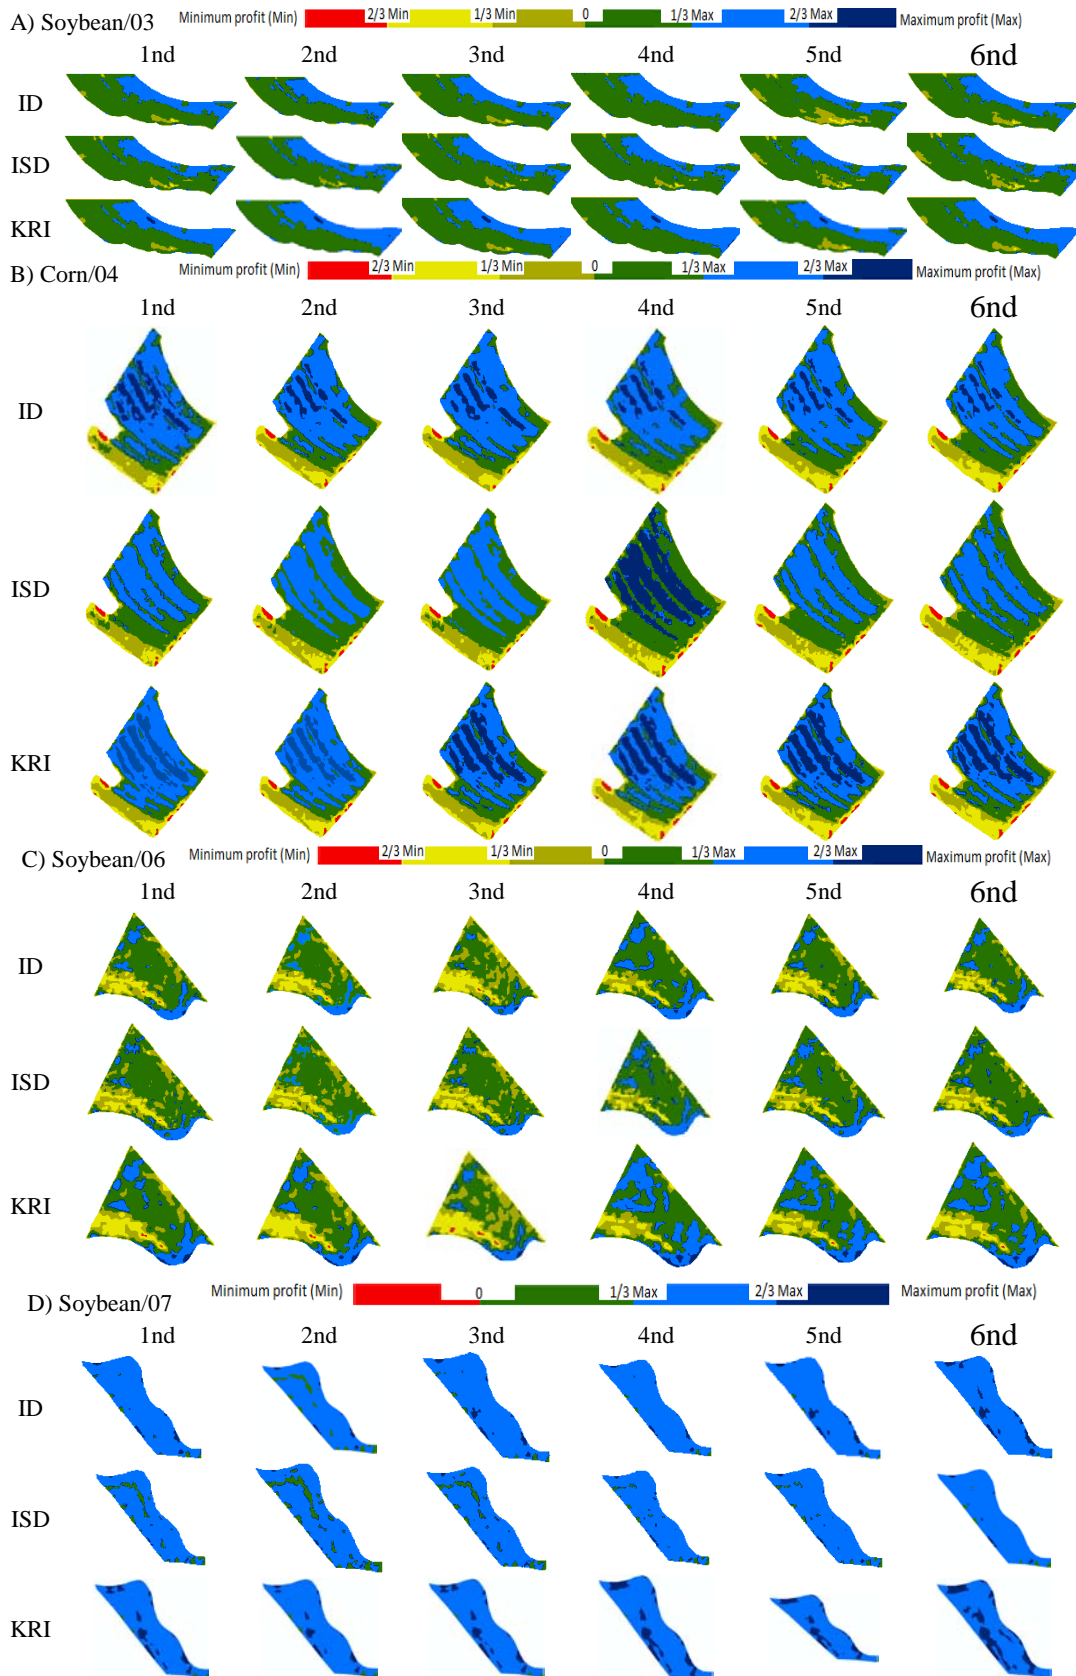 A) Soybean/03 Minimum profit (Min) 2/3 Min 1/3 Min 0 1/3 Max 2/3 Max Maximum profit (Max)
1nd 2nd 3nd 4nd 5nd 6nd
ID
ISD
KRI
B) Corn/04 Minimum profit (Min) 2/3 Min 1/3 Min 0 1/3 Max 2/3 Max Maximum profit (Max)
1nd 2nd 3nd 4nd 5nd 6nd
ID
ISD
KRI
C) Soybean/06 Minimum profit (Min) 2/3 Min 1/3 Min 0 1/3 Max 2/3 Max Maximum profit (Max)
1nd 2nd 3nd 4nd 5nd 6nd
ID
ISD
KRI
D) Soybean/07 Minimum profit (Min) 0 1/3 Max 2/3 Max Maximum profit (Max)
1nd 2nd 3nd 4nd 5nd 6nd
ID
ISD
KRI